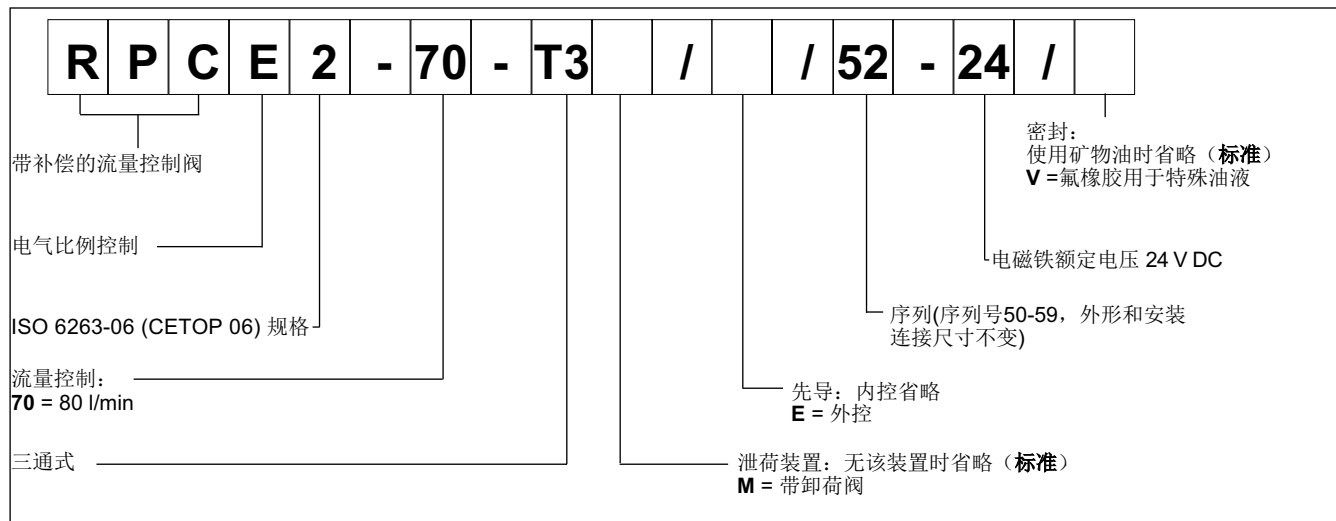 R P C E 2 - 70 - T3 / / 52 - 24 /
带补偿的流量控制阀
电气比例控制
ISO 6263-06 (CETOP 06) 规格
流量控制：
70 = 80 l/min
三通式
密封：
使用矿物油时省略（标准）
V =氟橡胶用于特殊油液
电磁铁额定电压 24 V DC
序列(序列号50-59，外形和安装
连接尺寸不变)
先导：内控省略
E = 外控
泄荷装置：无该装置时省略（标准）
M = 带卸荷阀